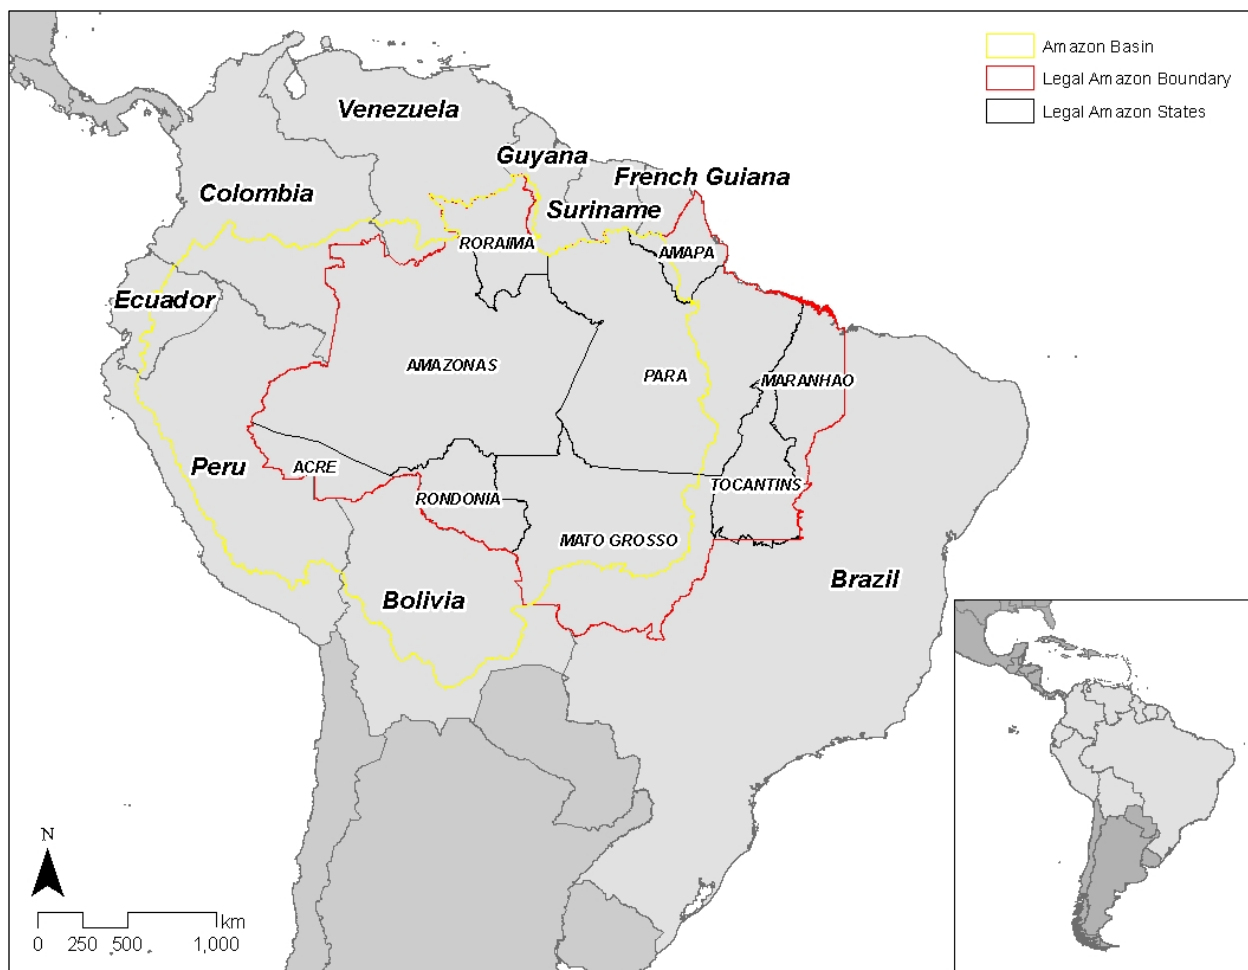 Amazon Basin
Legal Amazon Boundary
Legal Amazon States
Venezuela
Guyana
French Guiana
Colombia
Suriname
RORAIMA
AMAPA
Ecuador
AMAZONAS
PARA
MARANHAO
Peru
ACRE
TOCANTINS
RONDONIA
MATO GROSSO
Brazil
Bolivia
N
km
0 250 500 1,000